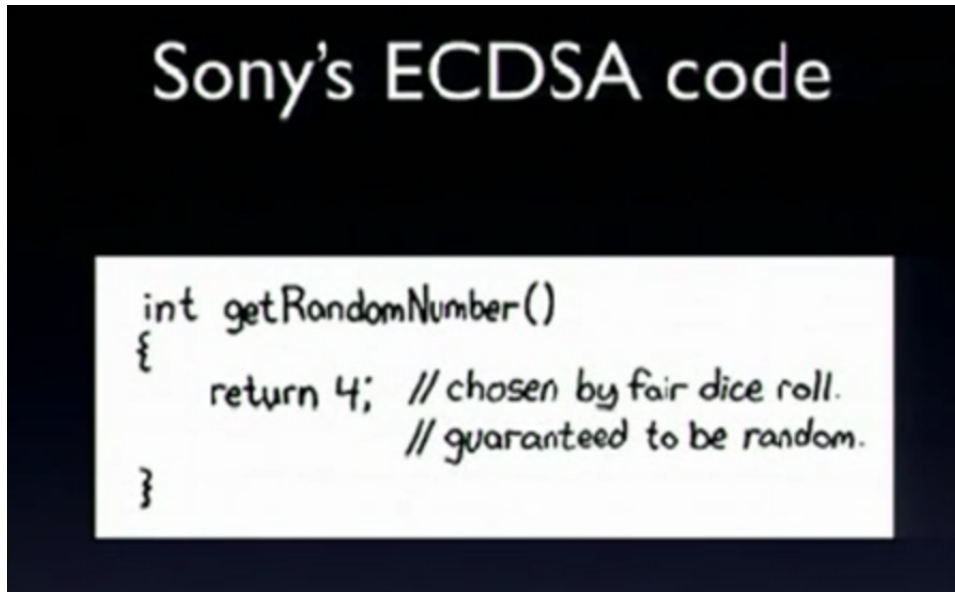 Sony's ECDSA code
int getRandomNumber()
{
return 4; // chosen by fair dice roll.
// guaranteed to be random.
}